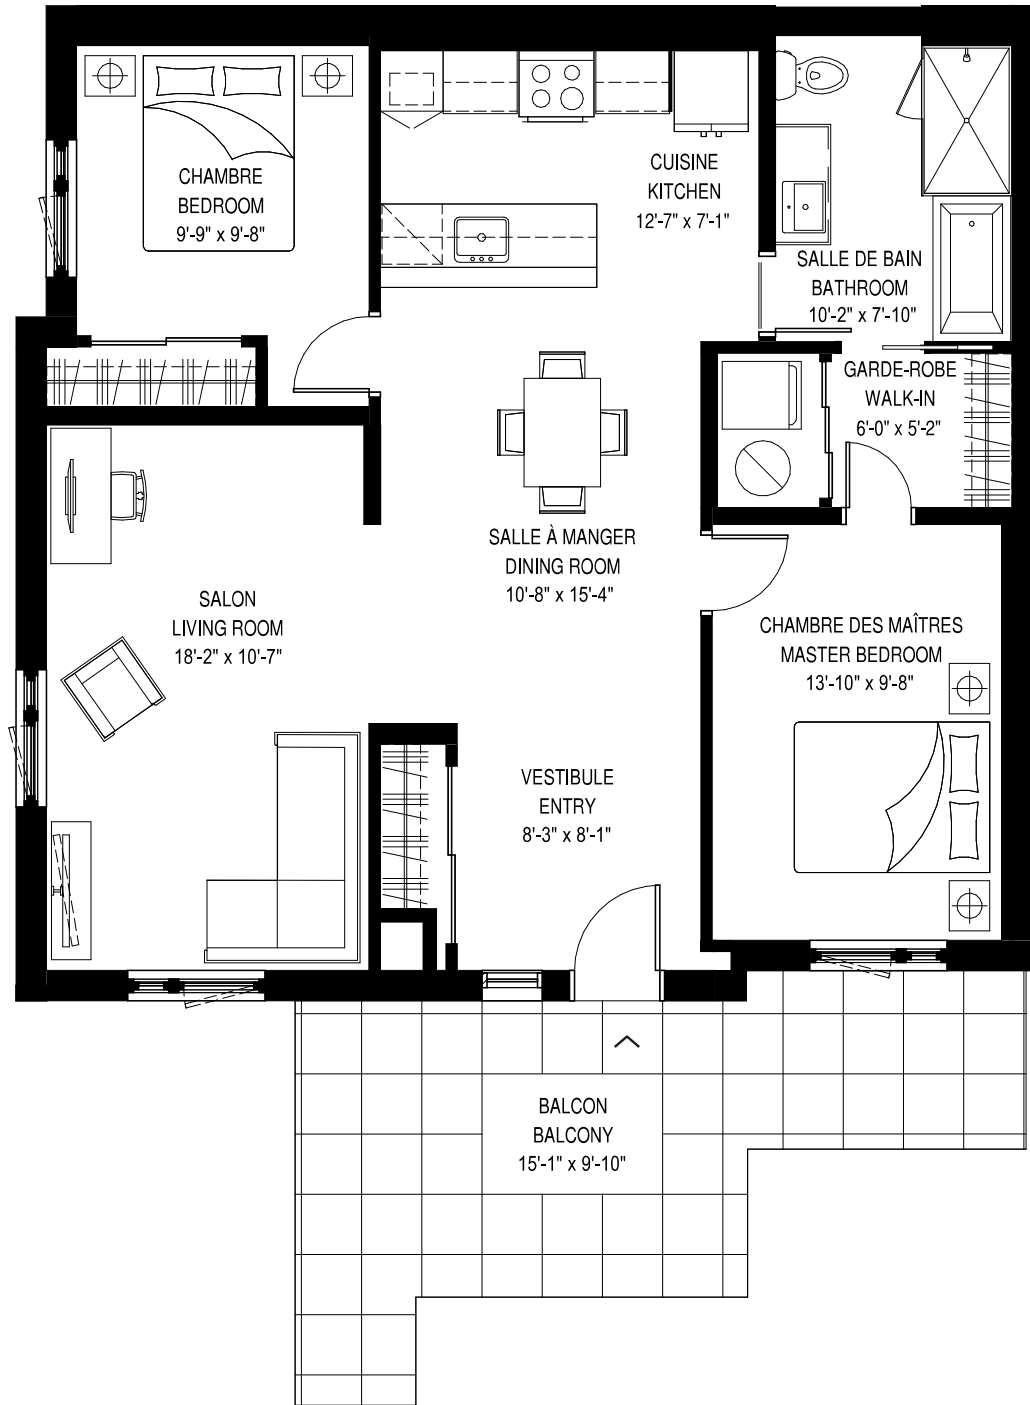 CHAMBRE
BEDROOM
9'-9" x 9'-8"
CUISINE
KITCHEN
12'-7" x 7'-1"
SALLE DE BAIN
BATHROOM
10'-2" x 7'-10"
GARDE-ROBE
WALK-IN
6'-0" x 5'-2"
SALLE À MANGER
DINING ROOM
10'-8" x 15'-4"
SALON
LIVING ROOM
18'-2" x 10'-7"
CHAMBRE DES MAÎTRES
MASTER BEDROOM
13'-10" x 9'-8"
VESTIBULE
ENTRY
8'-3" x 8'-1"
BALCON
BALCONY
15'-1" x 9'-10"